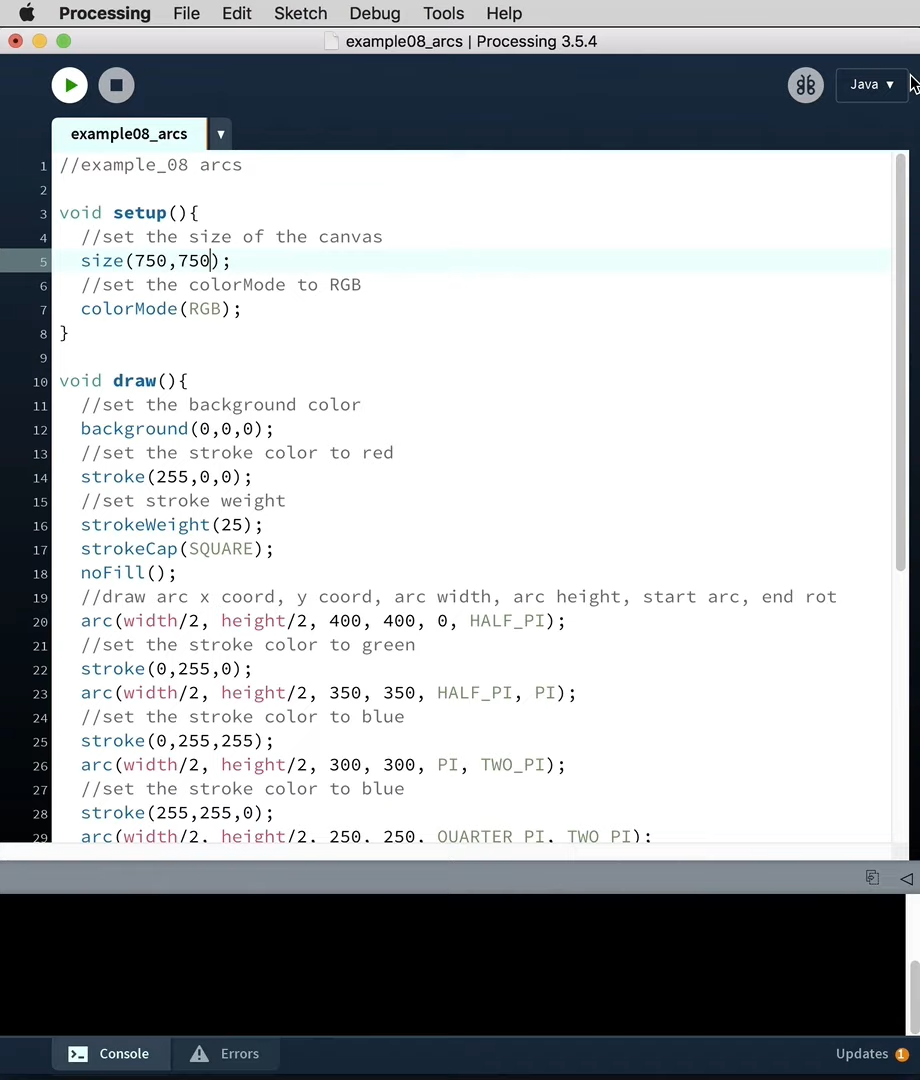 Processing File Edit Sketch Debug Tools Help
example08_arcs | Processing 3.5.4
Java ▼
example08_arcs ▼
1 //example_08 arcs
2
3 void setup(){
4 //set the size of the canvas
5 size(750,750);
6 //set the colorMode to RGB
7 colorMode(RGB);
8 }
9
10 void draw(){
11 //set the background color
12 background(0,0,0);
13 //set the stroke color to red
14 stroke(255,0,0);
15 //set stroke weight
16 strokeWeight(25);
17 strokeCap(SQUARE);
18 noFill();
19 //draw arc x coord, y coord, arc width, arc height, start arc, end rot
20 arc(width/2, height/2, 400, 400, 0, HALF_PI);
21 //set the stroke color to green
22 stroke(0,255,0);
23 arc(width/2, height/2, 350, 350, HALF_PI, PI);
24 //set the stroke color to blue
25 stroke(0,255,255);
26 arc(width/2, height/2, 300, 300, PI, TWO_PI);
27 //set the stroke color to blue
28 stroke(255,255,0);
29 arc(width/2, height/2, 250, 250, QUARTER_PI, TWO_PI);
Console Errors Updates 1